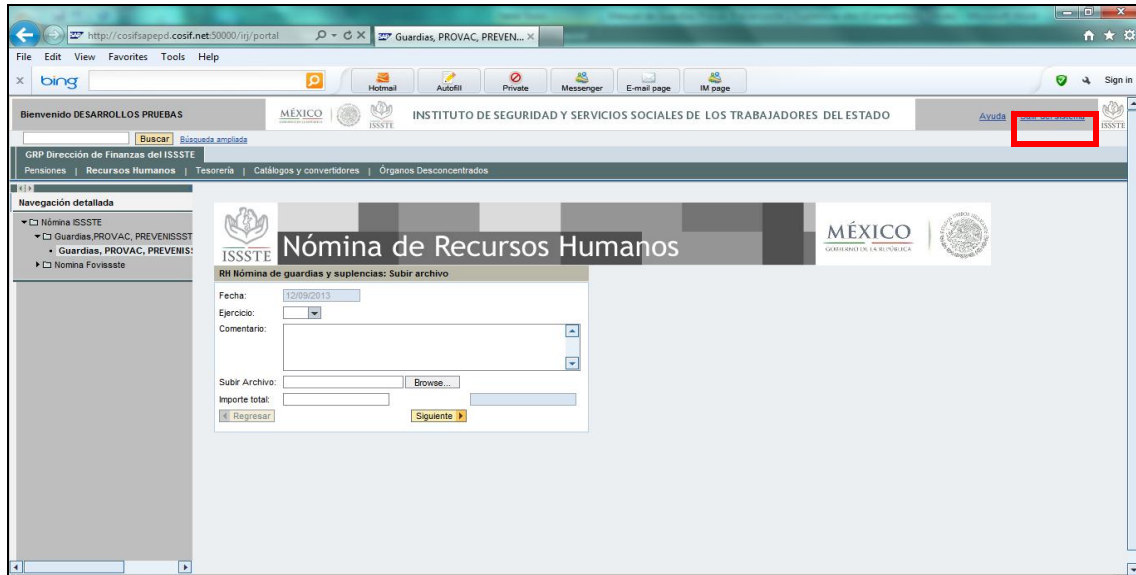 http://cosifsapepd.cosif.net:50000/irj/portal
Guardias, PROVAC, PREVEN...
File Edit View Favorites Tools Help
bing
Hotmail Autofill Private Messenger E-mail page IM page
Sign in
Bienvenido DESARROLLOS PRUEBAS
MÉXICO
ISSSTE
INSTITUTO DE SEGURIDAD Y SERVICIOS SOCIALES DE LOS TRABAJADORES DEL ESTADO
Ayuda
Salir del sistema
ISSSTE
Buscar Búsqueda ampliada
GRP Dirección de Finanzas del ISSSTE
Pensiones | Recursos Humanos | Tesorería | Catálogos y convertidores | Órganos Desconcentrados
Navegación detallada
Nómina ISSSTE
Guardias,PROVAC, PREVENISSST
Guardias, PROVAC, PREVENIS
Nomina Fovissste
ISSSTE
Nómina de Recursos Humanos
MÉXICO
GOBIERNO DE LA REPÚBLICA
RH Nómina de guardias y suplencias: Subir archivo
Fecha: 12/09/2013
Ejercicio:
Comentario:
Subir Archivo: Browse...
Importe total:
Regresar Siguiente